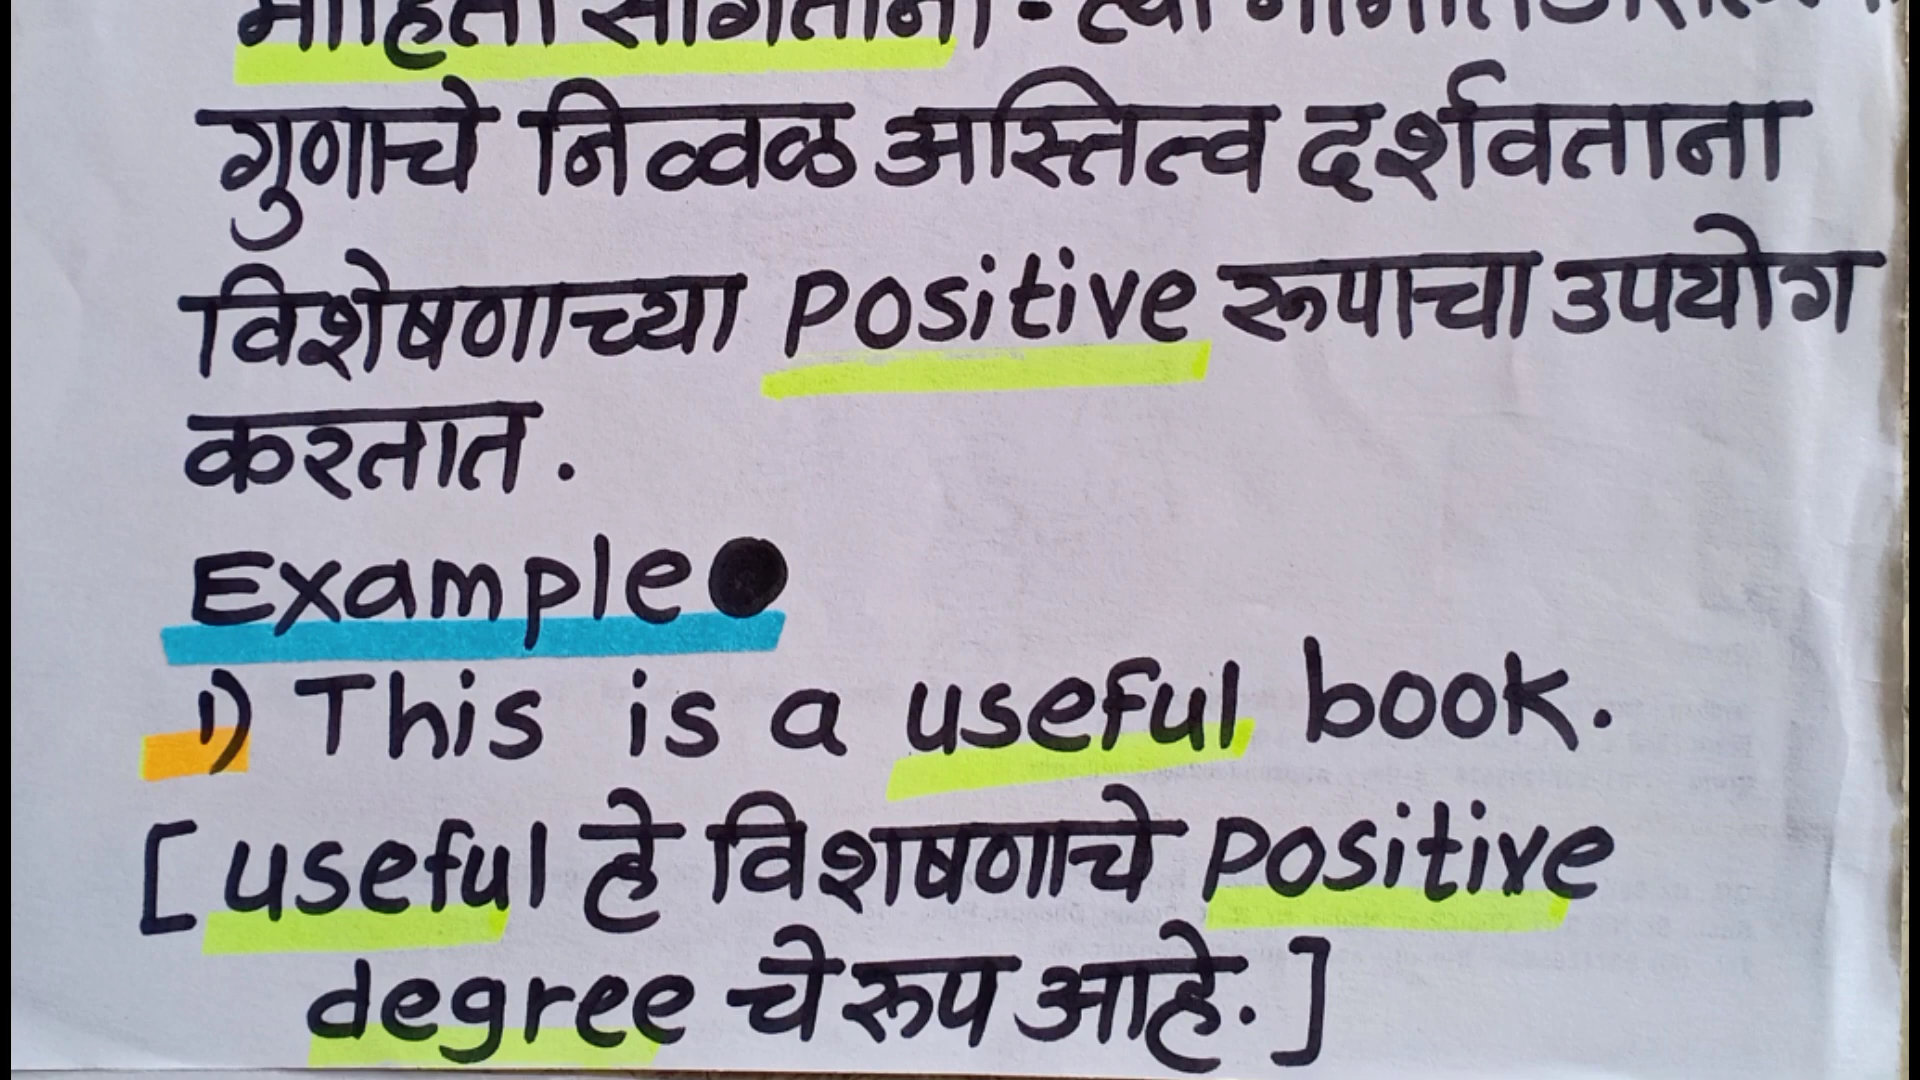 माहिती सांगताना
गुणाचे निव्वळ अस्तित्व दर्शवताना
विशेषणाच्या positive रूपाचा उपयोग
करतात.
Example●
1) This is a useful book.
[useful हे विशषणाचे positive
degree चे रूप आहे.]